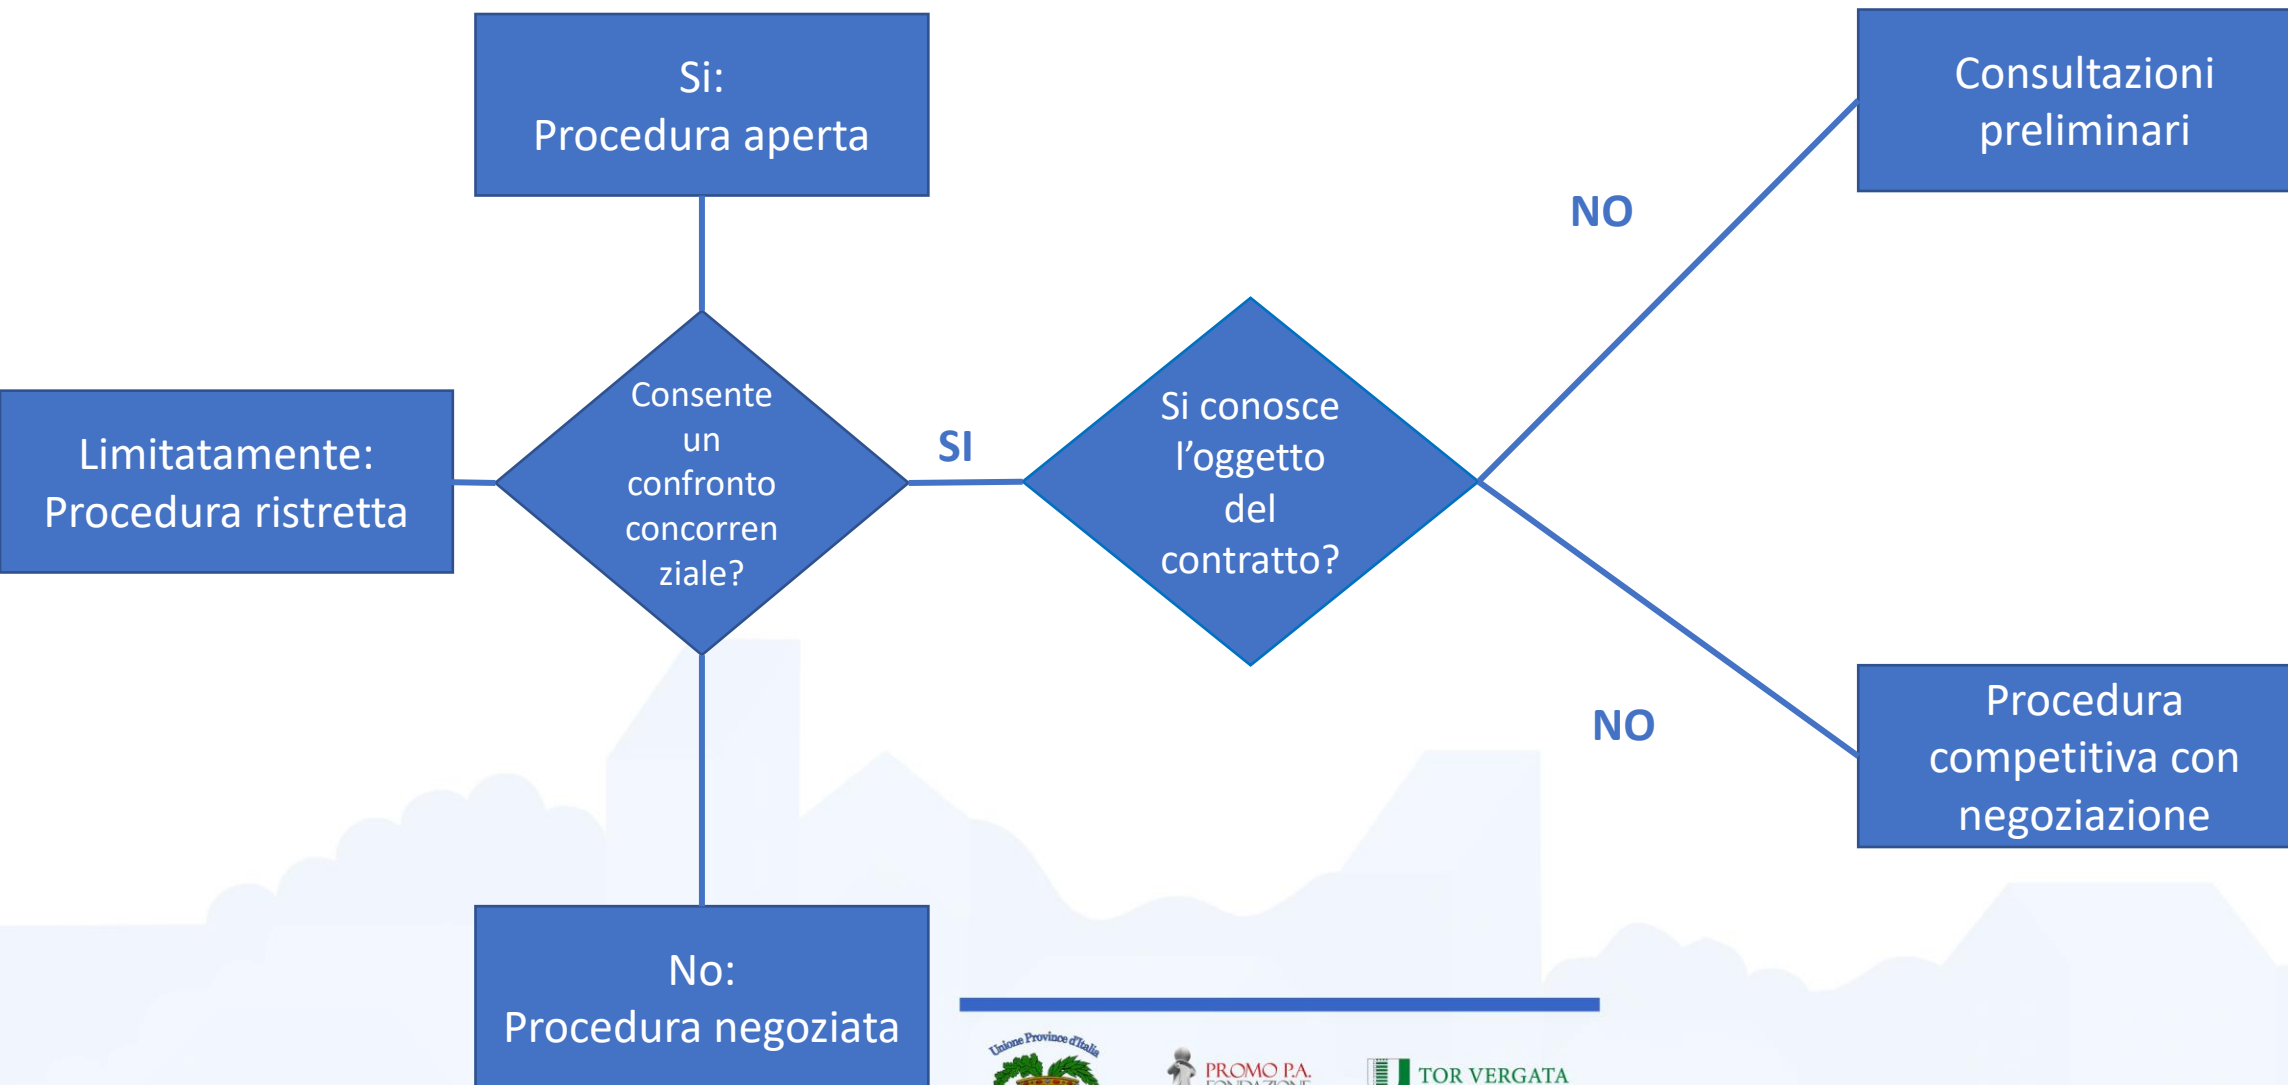 Si:
Procedura aperta
Consultazioni
preliminari
NO
Limitatamente:
Procedura ristretta
Consente
un
confronto
concorren
ziale?
SI
Si conosce
l'oggetto
del
contratto?
NO
Procedura
competitiva con
negoziazione
No:
Procedura negoziata
Unione Province d'Italia
PROMO P.A.
FONDAZIONE
TOR VERGATA